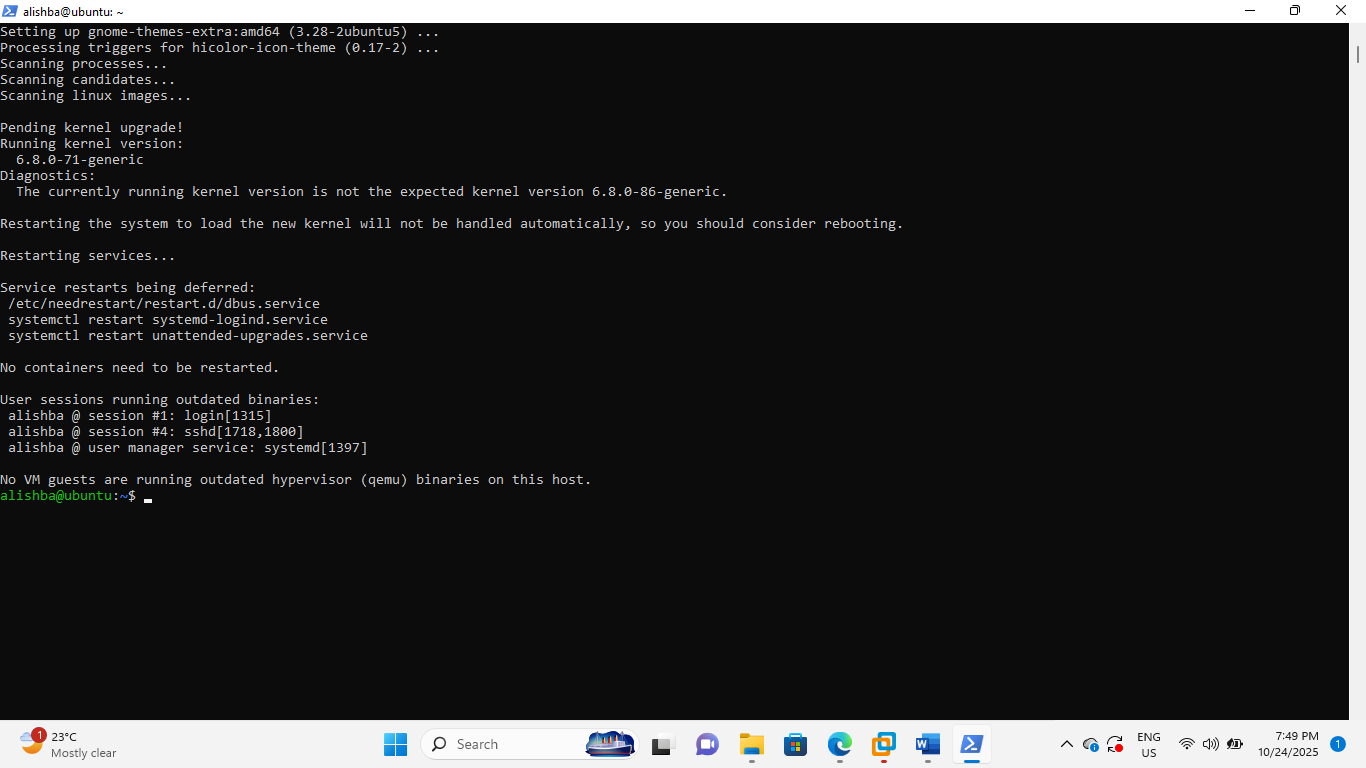 alishba@ubuntu: ~
Setting up gnome-themes-extra:amd64 (3.28-2ubuntu5) ...
Processing triggers for hicolor-icon-theme (0.17-2) ...
Scanning processes...
Scanning candidates...
Scanning linux images...
Pending kernel upgrade!
Running kernel version:
  6.8.0-71-generic
Diagnostics:
  The currently running kernel version is not the expected kernel version 6.8.0-86-generic.
Restarting the system to load the new kernel will not be handled automatically, so you should consider rebooting.
Restarting services...
Service restarts being deferred:
 /etc/needrestart/restart.d/dbus.service
 systemctl restart systemd-logind.service
 systemctl restart unattended-upgrades.service
No containers need to be restarted.
User sessions running outdated binaries:
 alishba @ session #1: login[1315]
 alishba @ session #4: sshd[1718,1800]
 alishba @ user manager service: systemd[1397]
No VM guests are running outdated hypervisor (qemu) binaries on this host.
alishba@ubuntu:~$
1
23°C
Mostly clear
Search
W
ENG
US
7:49 PM
10/24/2025
1